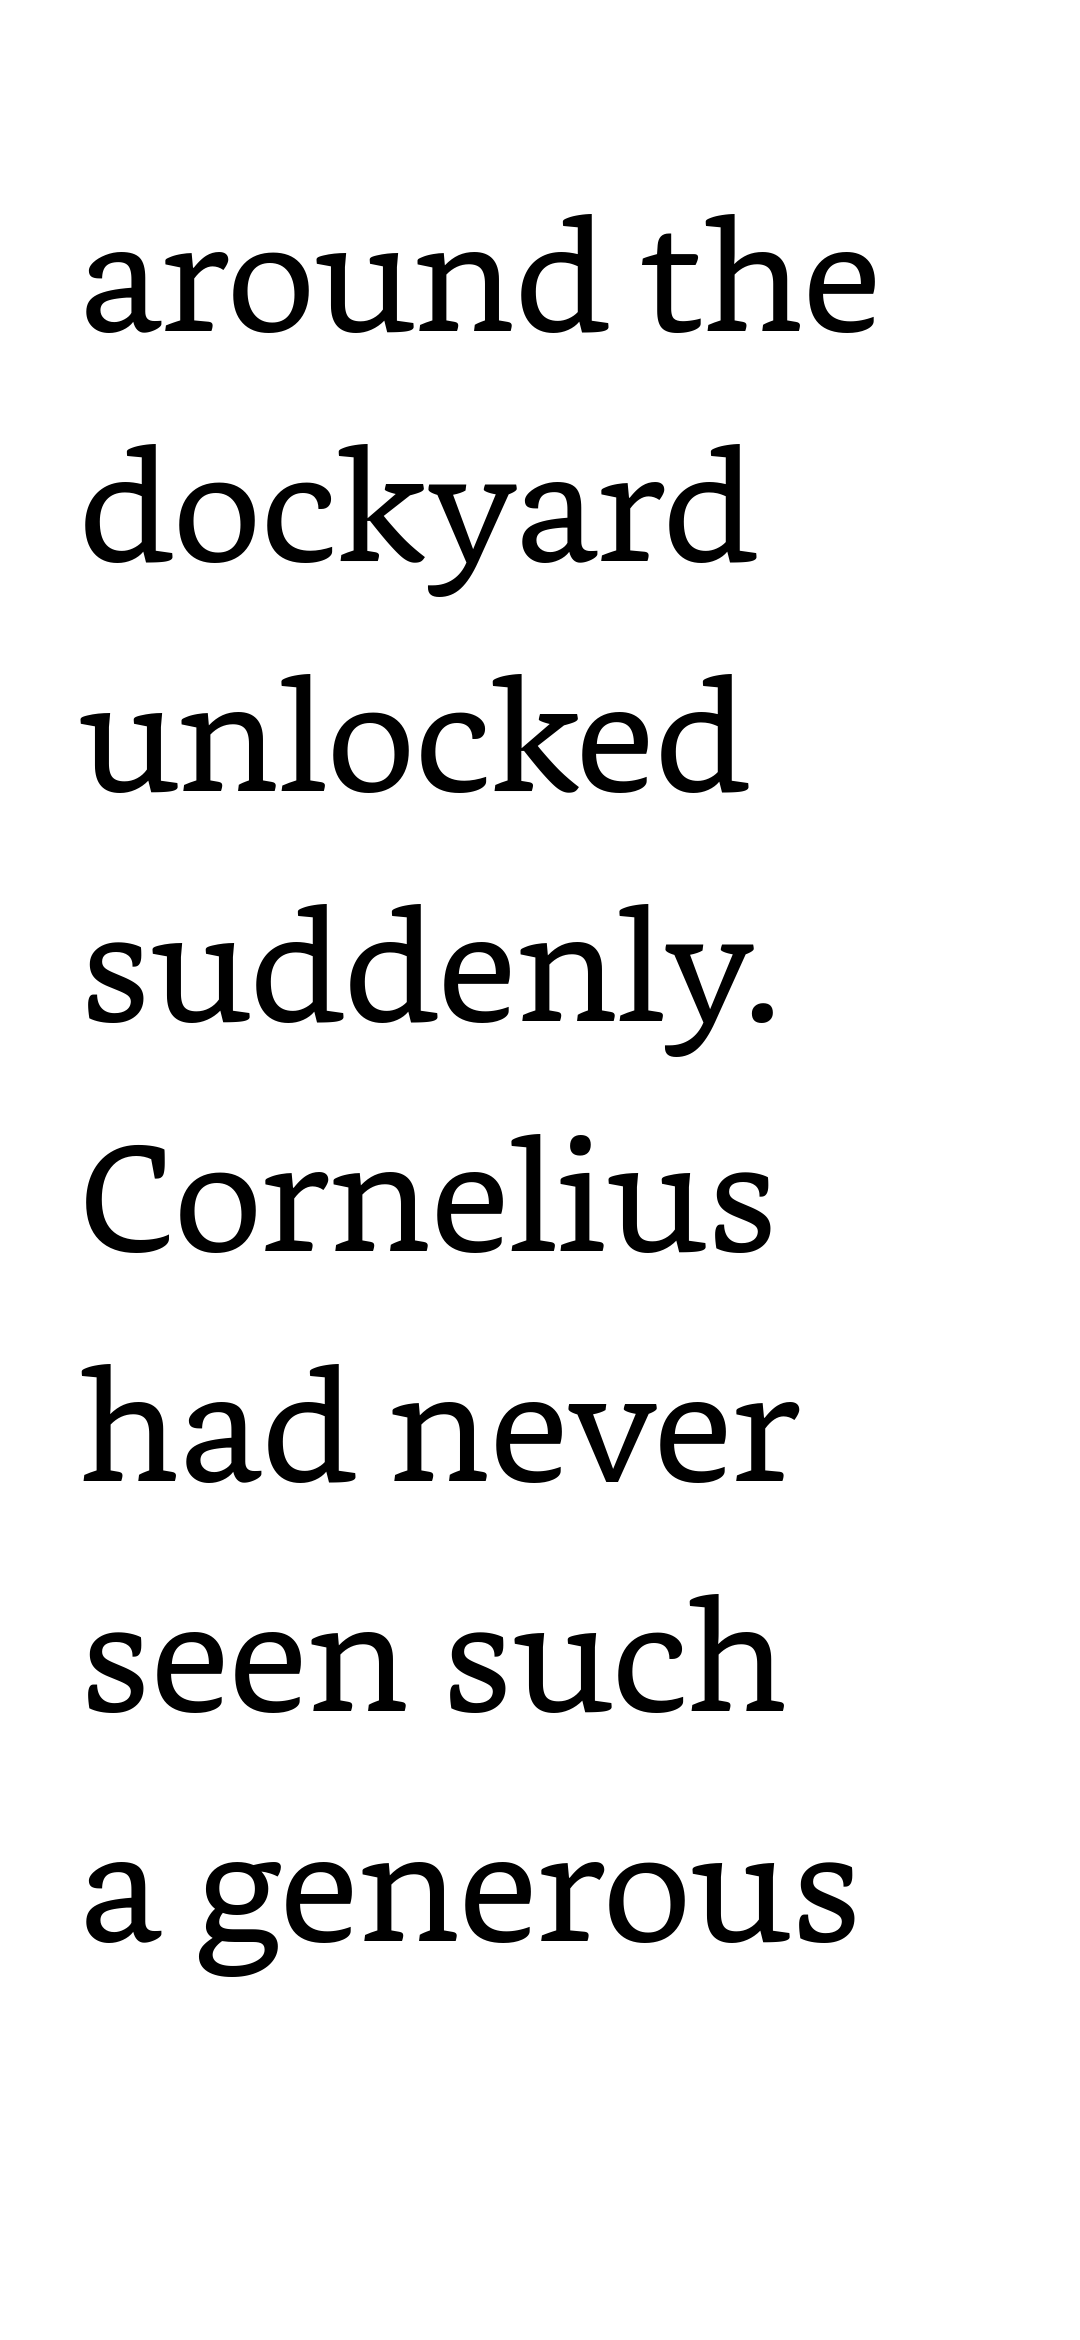 around the
dockyard
unlocked
suddenly.
Cornelius
had never
seen such
a generous